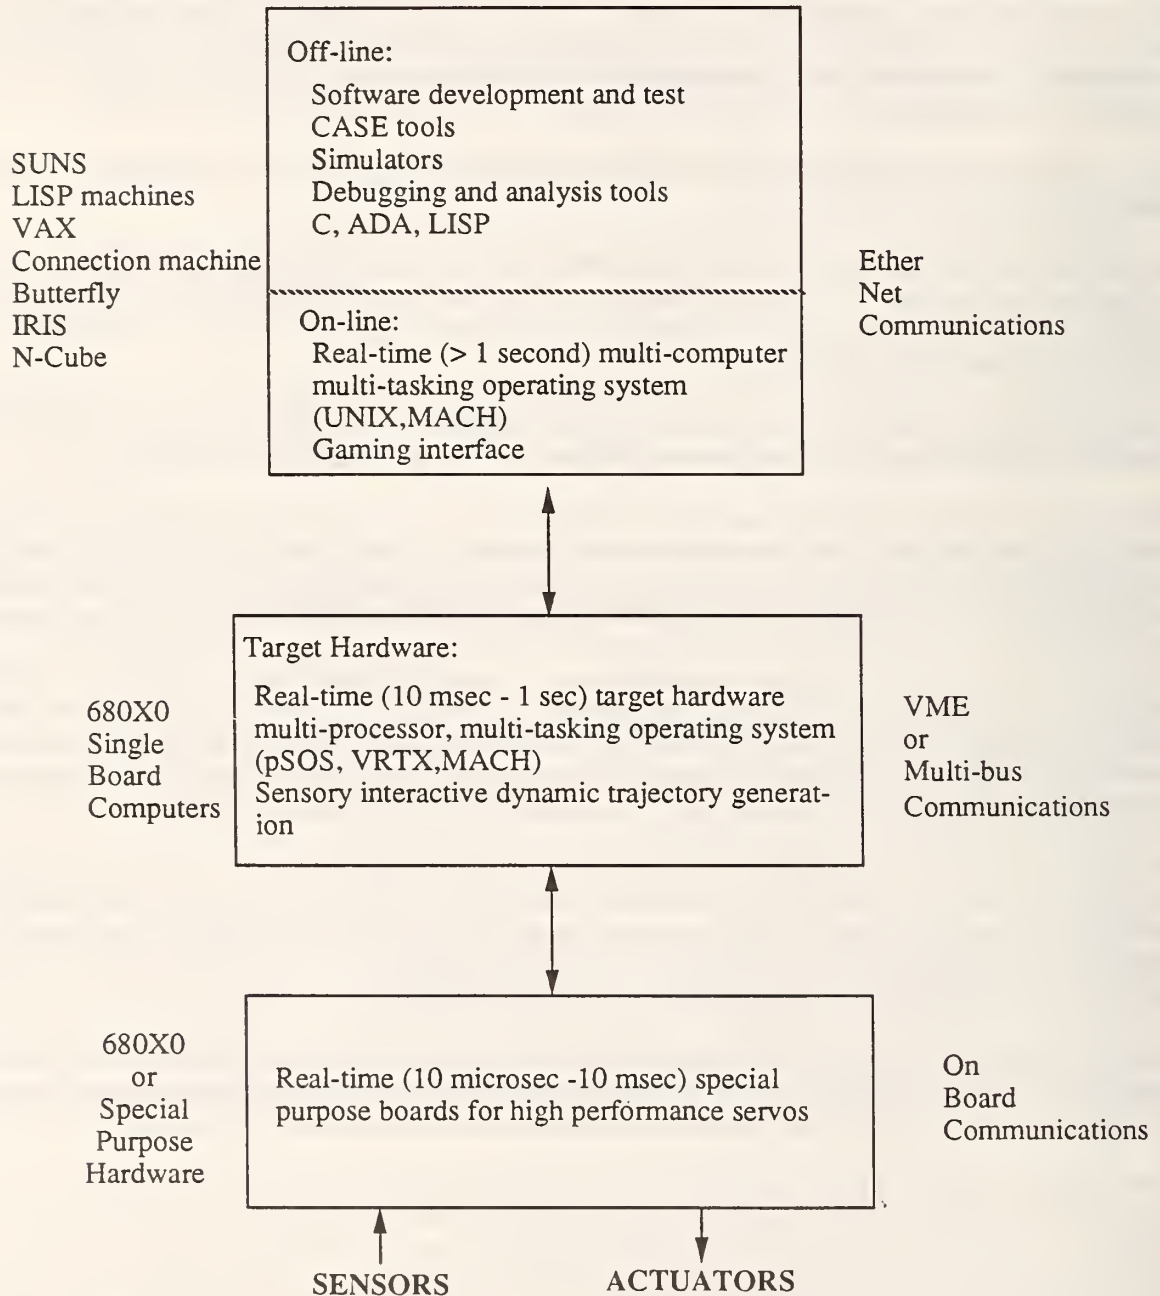 Off-line:
Software development and test
CASE tools
Simulators
Debugging and analysis tools
C, ADA, LISP
SUNS
LISP machines
VAX
Connection machine
Butterfly
IRIS
N-Cube
Ether
Net
Communications
On-line:
Real-time (> 1 second) multi-computer
multi-tasking operating system
(UNIX,MACH)
Gaming interface
Target Hardware:
Real-time (10 msec - 1 sec) target hardware
multi-processor, multi-tasking operating system
(pSOS, VRTX,MACH)
Sensory interactive dynamic trajectory generat-
ion
680X0
Single
Board
Computers
VME
or
Multi-bus
Communications
680X0
or
Special
Purpose
Hardware
Real-time (10 microsec -10 msec) special
purpose boards for high performance servos
On
Board
Communications
SENSORS
ACTUATORS